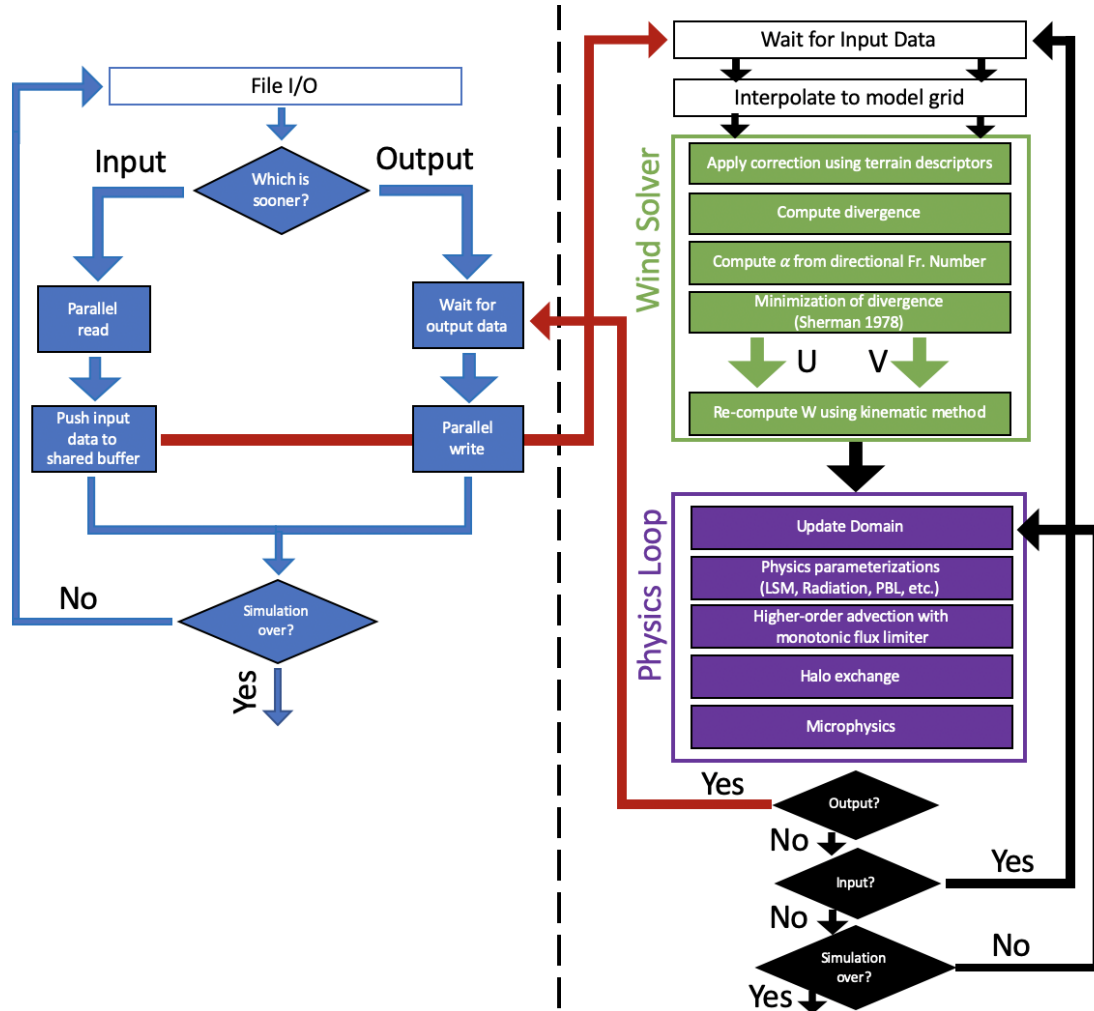 File I/O
Input
Output
Which is
sooner?
Parallel
read
Wait for
output data
Push input
data to
shared buffer
Parallel
write
No
Simulation
over?
Yes
Wait for Input Data
Interpolate to model grid
Wind Solver
Apply correction using terrain descriptors
Compute divergence
Compute α from directional Fr. Number
Minimization of divergence
(Sherman 1978)
U
V
Re-compute W using kinematic method
Physics Loop
Update Domain
Physics parameterizations
(LSM, Radiation, PBL, etc.)
Higher-order advection with
monotonic flux limiter
Halo exchange
Microphysics
Yes
Output?
No
Input?
Yes
No
Simulation
over?
No
Yes